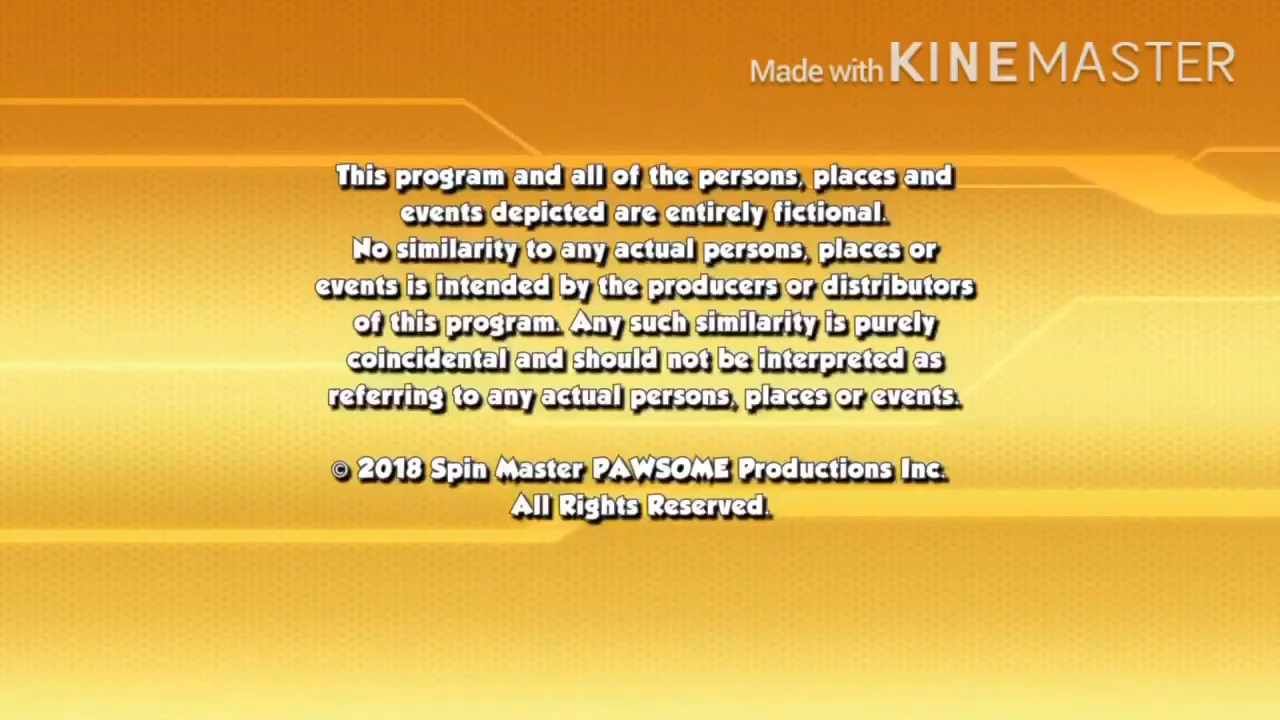 Made with KINEMASTER
This program and all of the persons, places and
events depicted are entirely fictional.
No similarity to any actual persons, places or
events is intended by the producers or distributors
of this program. Any such similarity is purely
coincidental and should not be interpreted as
referring to any actual persons, places or events.
© 2018 Spin Master PAWSOME Productions Inc.
All Rights Reserved.